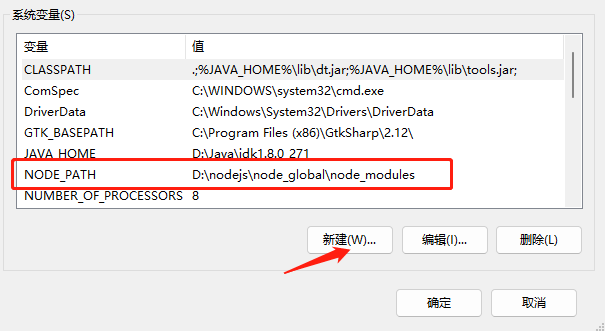 系统变量(S)
变量 值
CLASSPATH .;%JAVA_HOME%\lib\dt.jar;%JAVA_HOME%\lib\tools.jar;
ComSpec C:\WINDOWS\system32\cmd.exe
DriverData C:\Windows\System32\Drivers\DriverData
GTK_BASEPATH C:\Program Files (x86)\GtkSharp\2.12\
JAVA_HOME D:\Java\jdk1.8.0_271
NODE_PATH D:\nodejs\node_global\node_modules
NUMBER_OF_PROCESSORS 8
新建(W)... 编辑(I)... 删除(L)
确定 取消